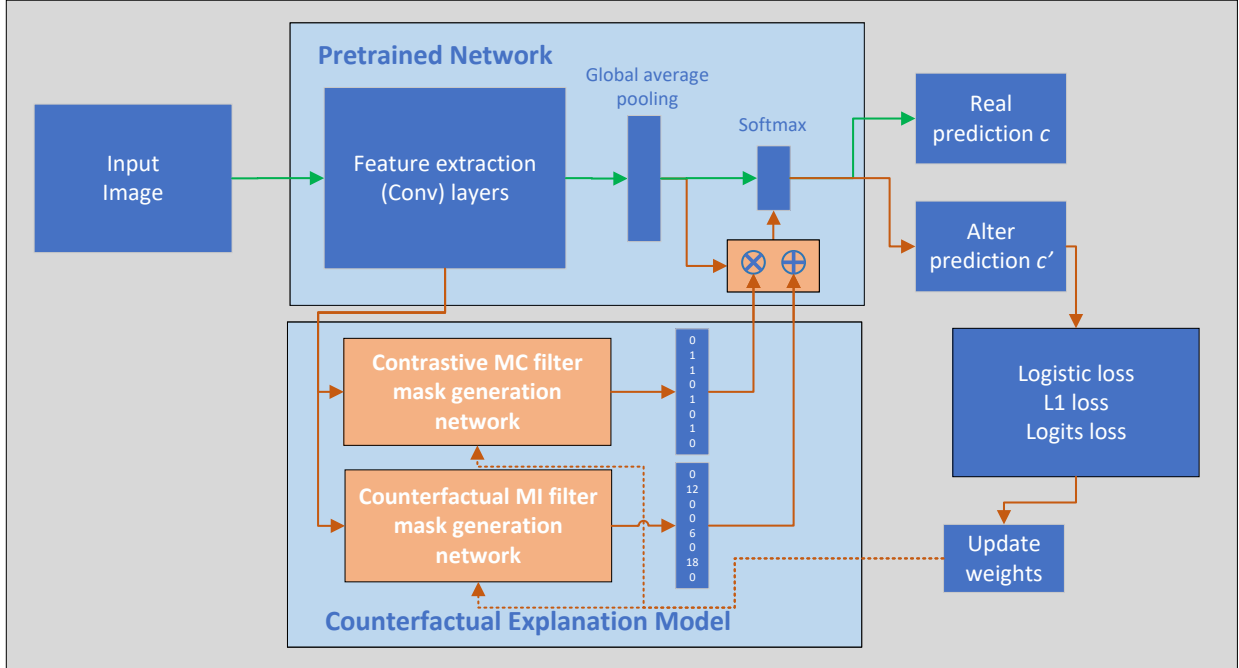 Pretrained Network
Global average
pooling
Softmax
Input
Image
Feature extraction
(Conv) layers
Real
prediction c
Alter
prediction c′
Contrastive MC filter
mask generation
network
0
1
1
0
1
0
1
0
Counterfactual MI filter
mask generation
network
0
12
0
0
6
0
18
0
Logistic loss
L1 loss
Logits loss
Update
weights
Counterfactual Explanation Model